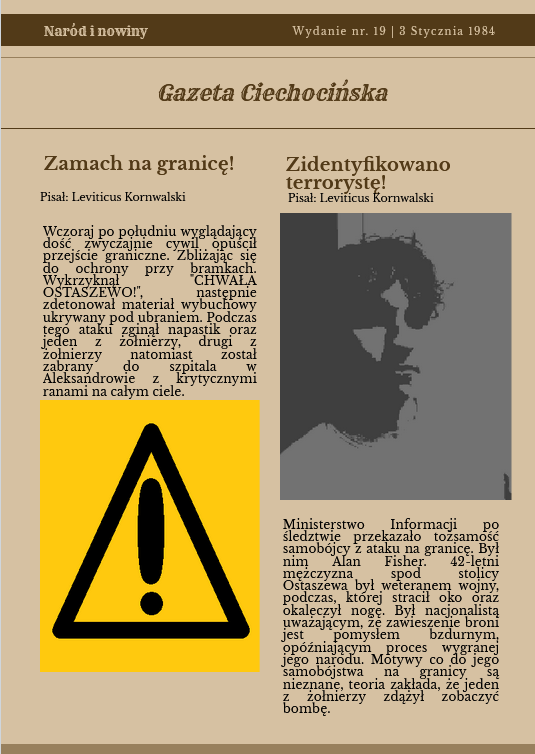 Naród i nowiny
Wydanie nr. 19 | 3 Stycznia 1984
Gazeta Ciechocińska
Zamach na granicę!
Pisał: Leviticus Kornwalski
Wczoraj po południu wyglądający
dość zwyczajnie cywil opuścił
przejście graniczne. Zbliżając się
do ochrony przy bramkach.
Wykrzyknął "CHWAŁA
OSTASZEWO!", następnie
zdetonował materiał wybuchowy
ukrywany pod ubraniem. Podczas
tego ataku zginął napastik oraz
jeden z żołnierzy, drugi z
żołnierzy natomiast został
zabrany do szpitala w
Aleksandrowie z krytycznymi
ranami na całym ciele.
Zidentyfikowano
terrorystę!
Pisał: Leviticus Kornwalski
Ministerstwo Informacji po
śledztwie przekazało tożsamość
samobójcy z ataku na granicę. Był
nim Alan Fisher. 42-letni
mężczyzna spod stolicy
Ostaszewa był weteranem wojny,
podczas, której stracił oko oraz
okaleczył nogę. Był nacjonalistą
uważającym, że zawieszenie broni
jest pomysłem bzdurnym,
opóźniającym proces wygranej
jego narodu. Motywy co do jego
samobójstwa na granicy są
nieznane, teoria zakłada, że jeden
z żołnierzy zdążył zobaczyć
bombę.